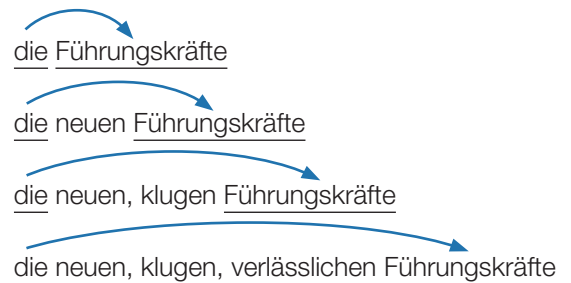 die Führungskräfte
die neuen Führungskräfte
die neuen, klugen Führungskräfte
die neuen, klugen, verlässlichen Führungskräfte